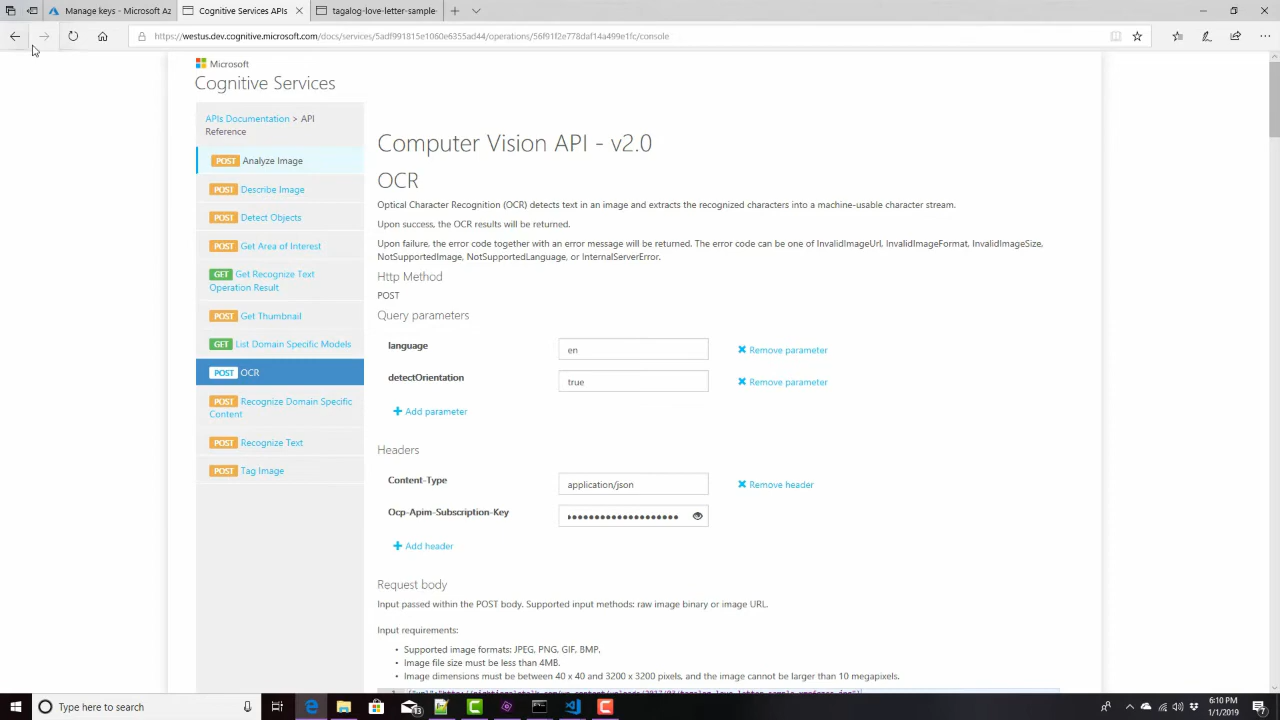 Manage keys - Microsoft Az
Cognitive Services APIs
tagalog-love-letter-sample
https://westus.dev.cognitive.microsoft.com/docs/services/5adf991815e1060e6355ad44/operations/56f91f2e778daf14a499e1fc/console
Microsoft
Cognitive Services
APIs Documentation > API
Reference
POST Analyze Image
POST Describe Image
POST Detect Objects
POST Get Area of Interest
GET Get Recognize Text
Operation Result
POST Get Thumbnail
GET List Domain Specific Models
POST OCR
POST Recognize Domain Specific
Content
POST Recognize Text
POST Tag Image
Computer Vision API - v2.0
OCR
Optical Character Recognition (OCR) detects text in an image and extracts the recognized characters into a machine-usable character stream.
Upon success, the OCR results will be returned.
Upon failure, the error code together with an error message will be returned. The error code can be one of InvalidImageUrl, InvalidImageFormat, InvalidImageSize,
NotSupportedImage, NotSupportedLanguage, or InternalServerError.
Http Method
POST
Query parameters
language en Remove parameter
detectOrientation true Remove parameter
Add parameter
Headers
Content-Type application/json Remove header
Ocp-Apim-Subscription-Key ••••••••••••••••••••
Add header
Request body
Input passed within the POST body. Supported input methods: raw image binary or image URL.
Input requirements:
• Supported image formats: JPEG, PNG, GIF, BMP.
• Image file size must be less than 4MB.
• Image dimensions must be between 40 x 40 and 3200 x 3200 pixels, and the image cannot be larger than 10 megapixels.
Type here to search
13
6:10 PM
1/1/2019